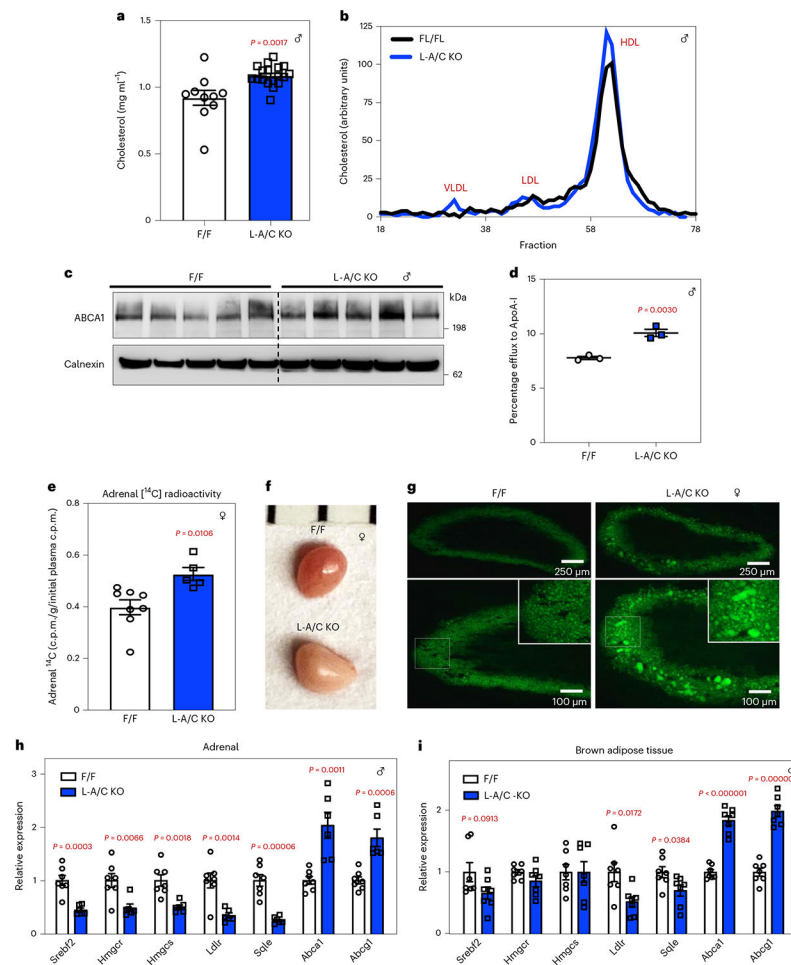 a
Cholesterol (mg ml⁻¹)
1.5
1.0
0.5
0
P = 0.0017
♂
F/F
L-A/C KO
b
Cholesterol (arbitrary units)
125
100
75
50
25
0
FL/FL
L-A/C KO
HDL
♂
VLDL
LDL
18
38
58
78
Fraction
c
F/F
L-A/C KO ♂
kDa
ABCA1
198
Calnexin
62
d
Percentage efflux to ApoA-I
15
10
5
0
♂
P = 0.0030
F/F
L-A/C KO
e
Adrenal [¹⁴C] radioactivity
Adrenal ¹⁴C (c.p.m./g/initial plasma c.p.m.)
0.8
0.6
0.4
0.2
0
♀
P = 0.0106
F/F
L-A/C KO
f
F/F
♀
L-A/C KO
g
F/F
L-A/C KO ♀
250 µm
250 µm
100 µm
100 µm
h
Adrenal
Relative expression
3
2
1
0
F/F
L-A/C KO
♂
P = 0.0003
P = 0.0066
P = 0.0018
P = 0.0014
P = 0.00006
P = 0.0011
P = 0.0006
Srebf2
Hmgcr
Hmgcs
Ldlr
Sqle
Abca1
Abcg1
i
Brown adipose tissue
Relative expression
2
1
0
F/F
L-A/C -KO
P = 0.0913
P = 0.0172
P = 0.0384
P < 0.000001
Srebf2
Hmgcr
Hmgcs
Ldlr
Sqle
Abca1
Abcg1